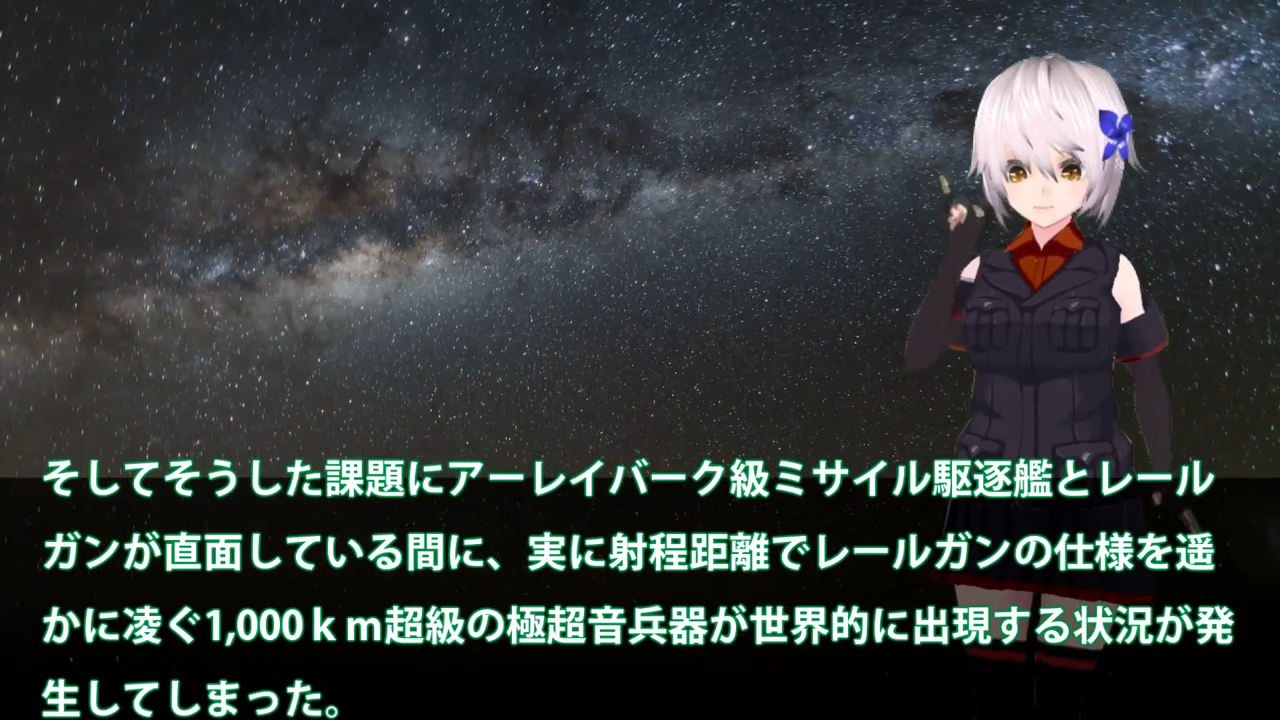 そしてそうした課題にアーレイバーク級ミサイル駆逐艦とレール
ガンが直面している間に、実に射程距離でレールガンの仕様を遥
かに凌ぐ1,000ｋｍ超級の極超音兵器が世界的に出現する状況が発
生してしまった。